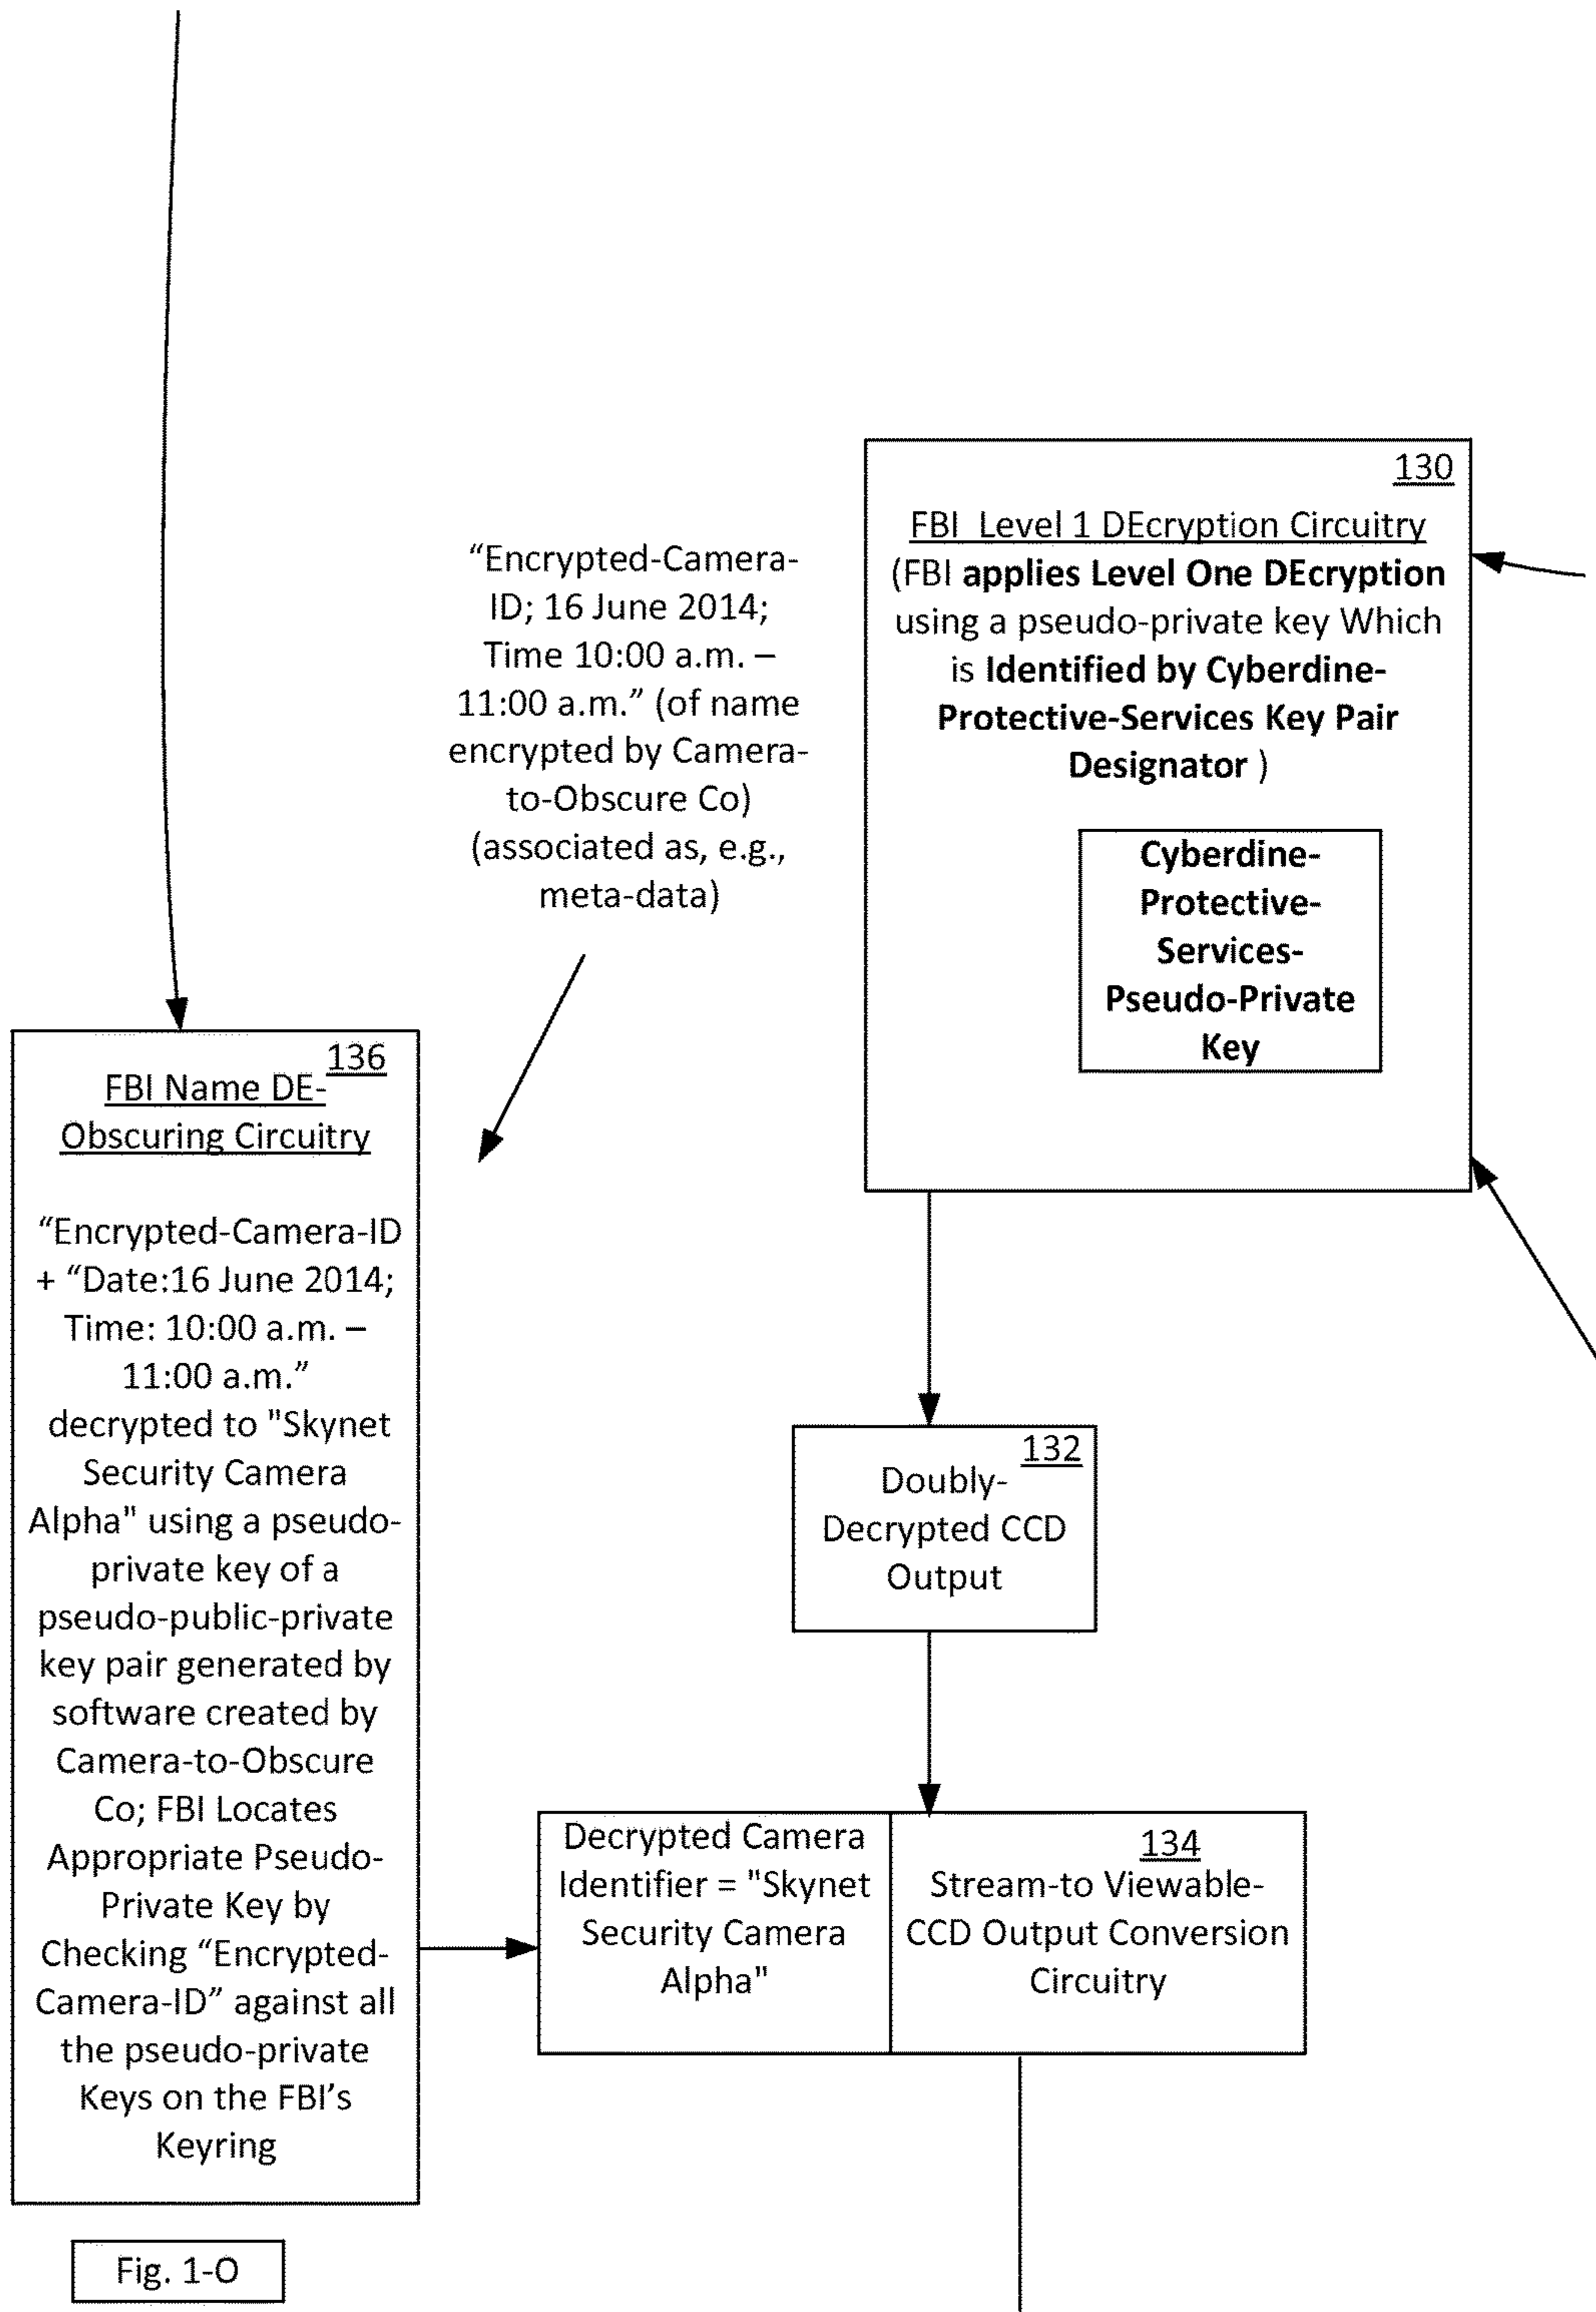 130
FBI  Level 1 DEcryption Circuitry
(FBI applies Level One DEcryption
using a pseudo-private key Which
is Identified by Cyberdine-
Protective-Services Key Pair
Designator )
Cyberdine-
Protective-
Services-
Pseudo-Private
Key
“Encrypted-Camera-
ID; 16 June 2014;
Time 10:00 a.m. –
11:00 a.m.” (of name
encrypted by Camera-
to-Obscure Co)
(associated as, e.g.,
meta-data)
136
FBI Name DE-
Obscuring Circuitry
“Encrypted-Camera-ID
+ “Date:16 June 2014;
Time: 10:00 a.m. –
11:00 a.m.”
decrypted to "Skynet
Security Camera
Alpha" using a pseudo-
private key of a
pseudo-public-private
key pair generated by
software created by
Camera-to-Obscure
Co; FBI Locates
Appropriate Pseudo-
Private Key by
Checking “Encrypted-
Camera-ID” against all
the pseudo-private
Keys on the FBI’s
Keyring
132
Doubly-
Decrypted CCD
Output
Decrypted Camera
Identifier = "Skynet
Security Camera
Alpha"
134
Stream-to Viewable-
CCD Output Conversion
Circuitry
Fig. 1-O